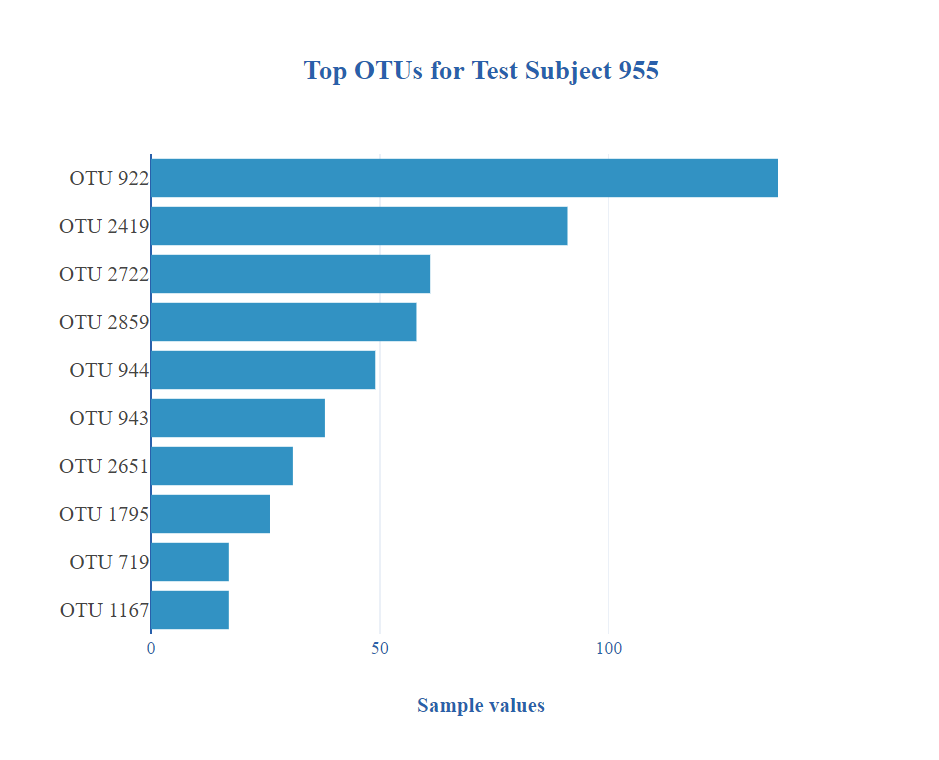 Top OTUs for Test Subject 955
OTU 922
OTU 2419
OTU 2722
OTU 2859
OTU 944
OTU 943
OTU 2651
OTU 1795
OTU 719
OTU 1167
0 50 100
Sample values